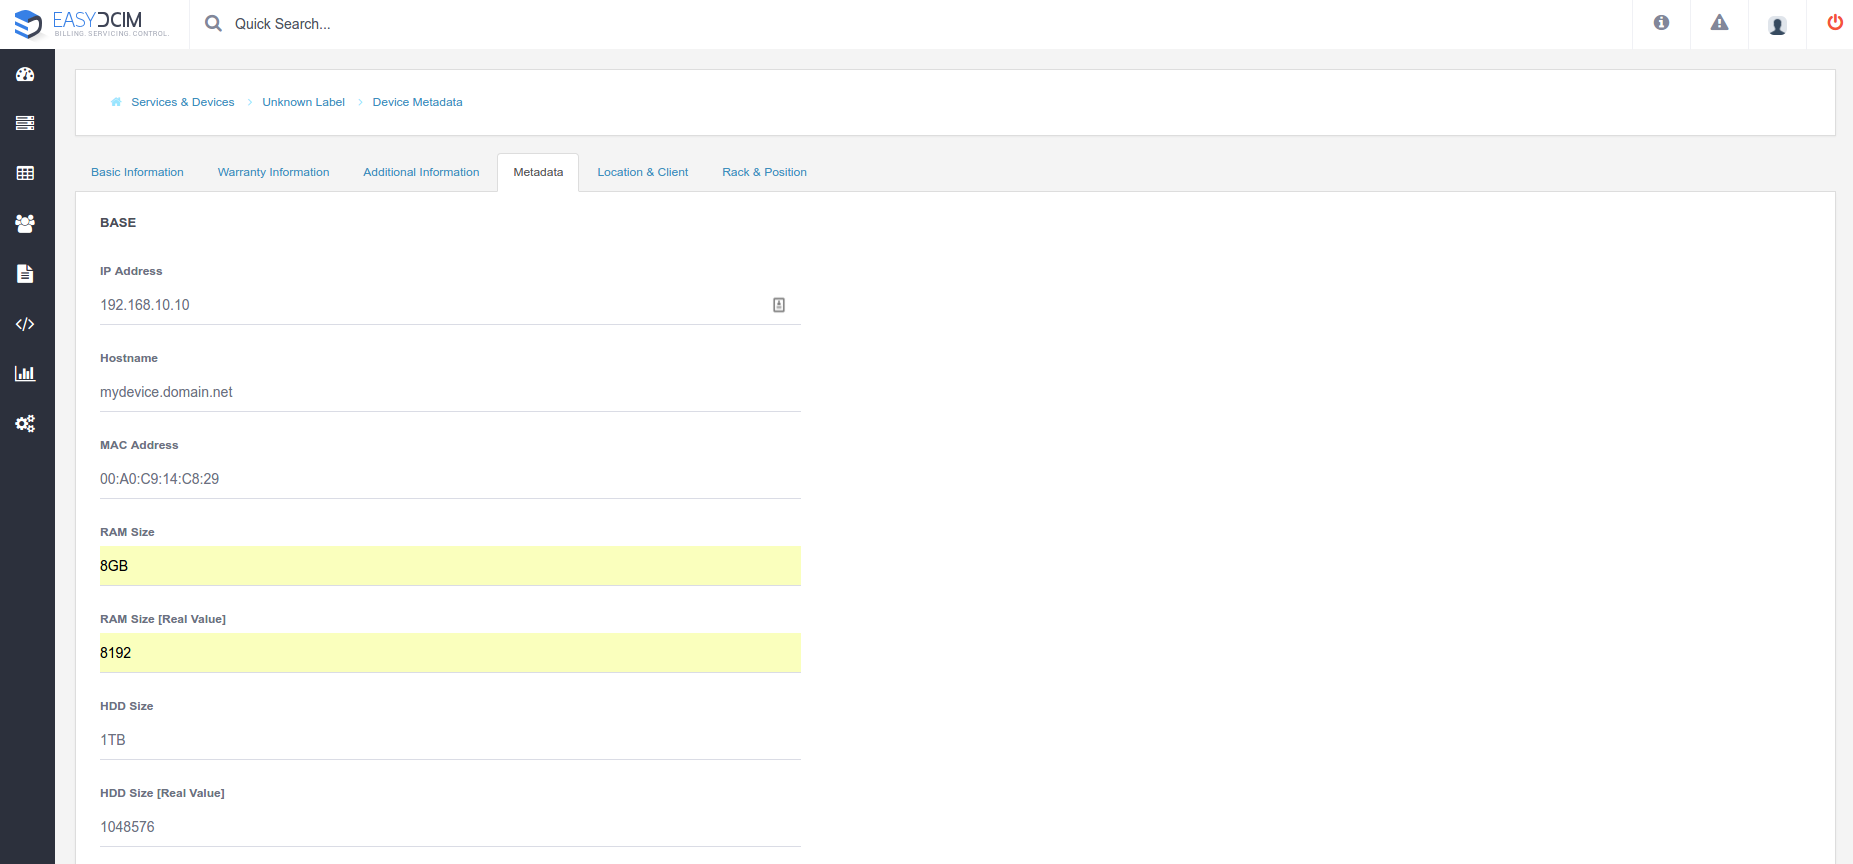 EASYDCIM
BILLING. SERVICING. CONTROL.
Quick Search...
Services & Devices
Unknown Label
Device Metadata
Basic Information
Warranty Information
Additional Information
Metadata
Location & Client
Rack & Position
BASE
IP Address
192.168.10.10
Hostname
mydevice.domain.net
MAC Address
00:A0:C9:14:C8:29
RAM Size
8GB
RAM Size [Real Value]
8192
HDD Size
1TB
HDD Size [Real Value]
1048576